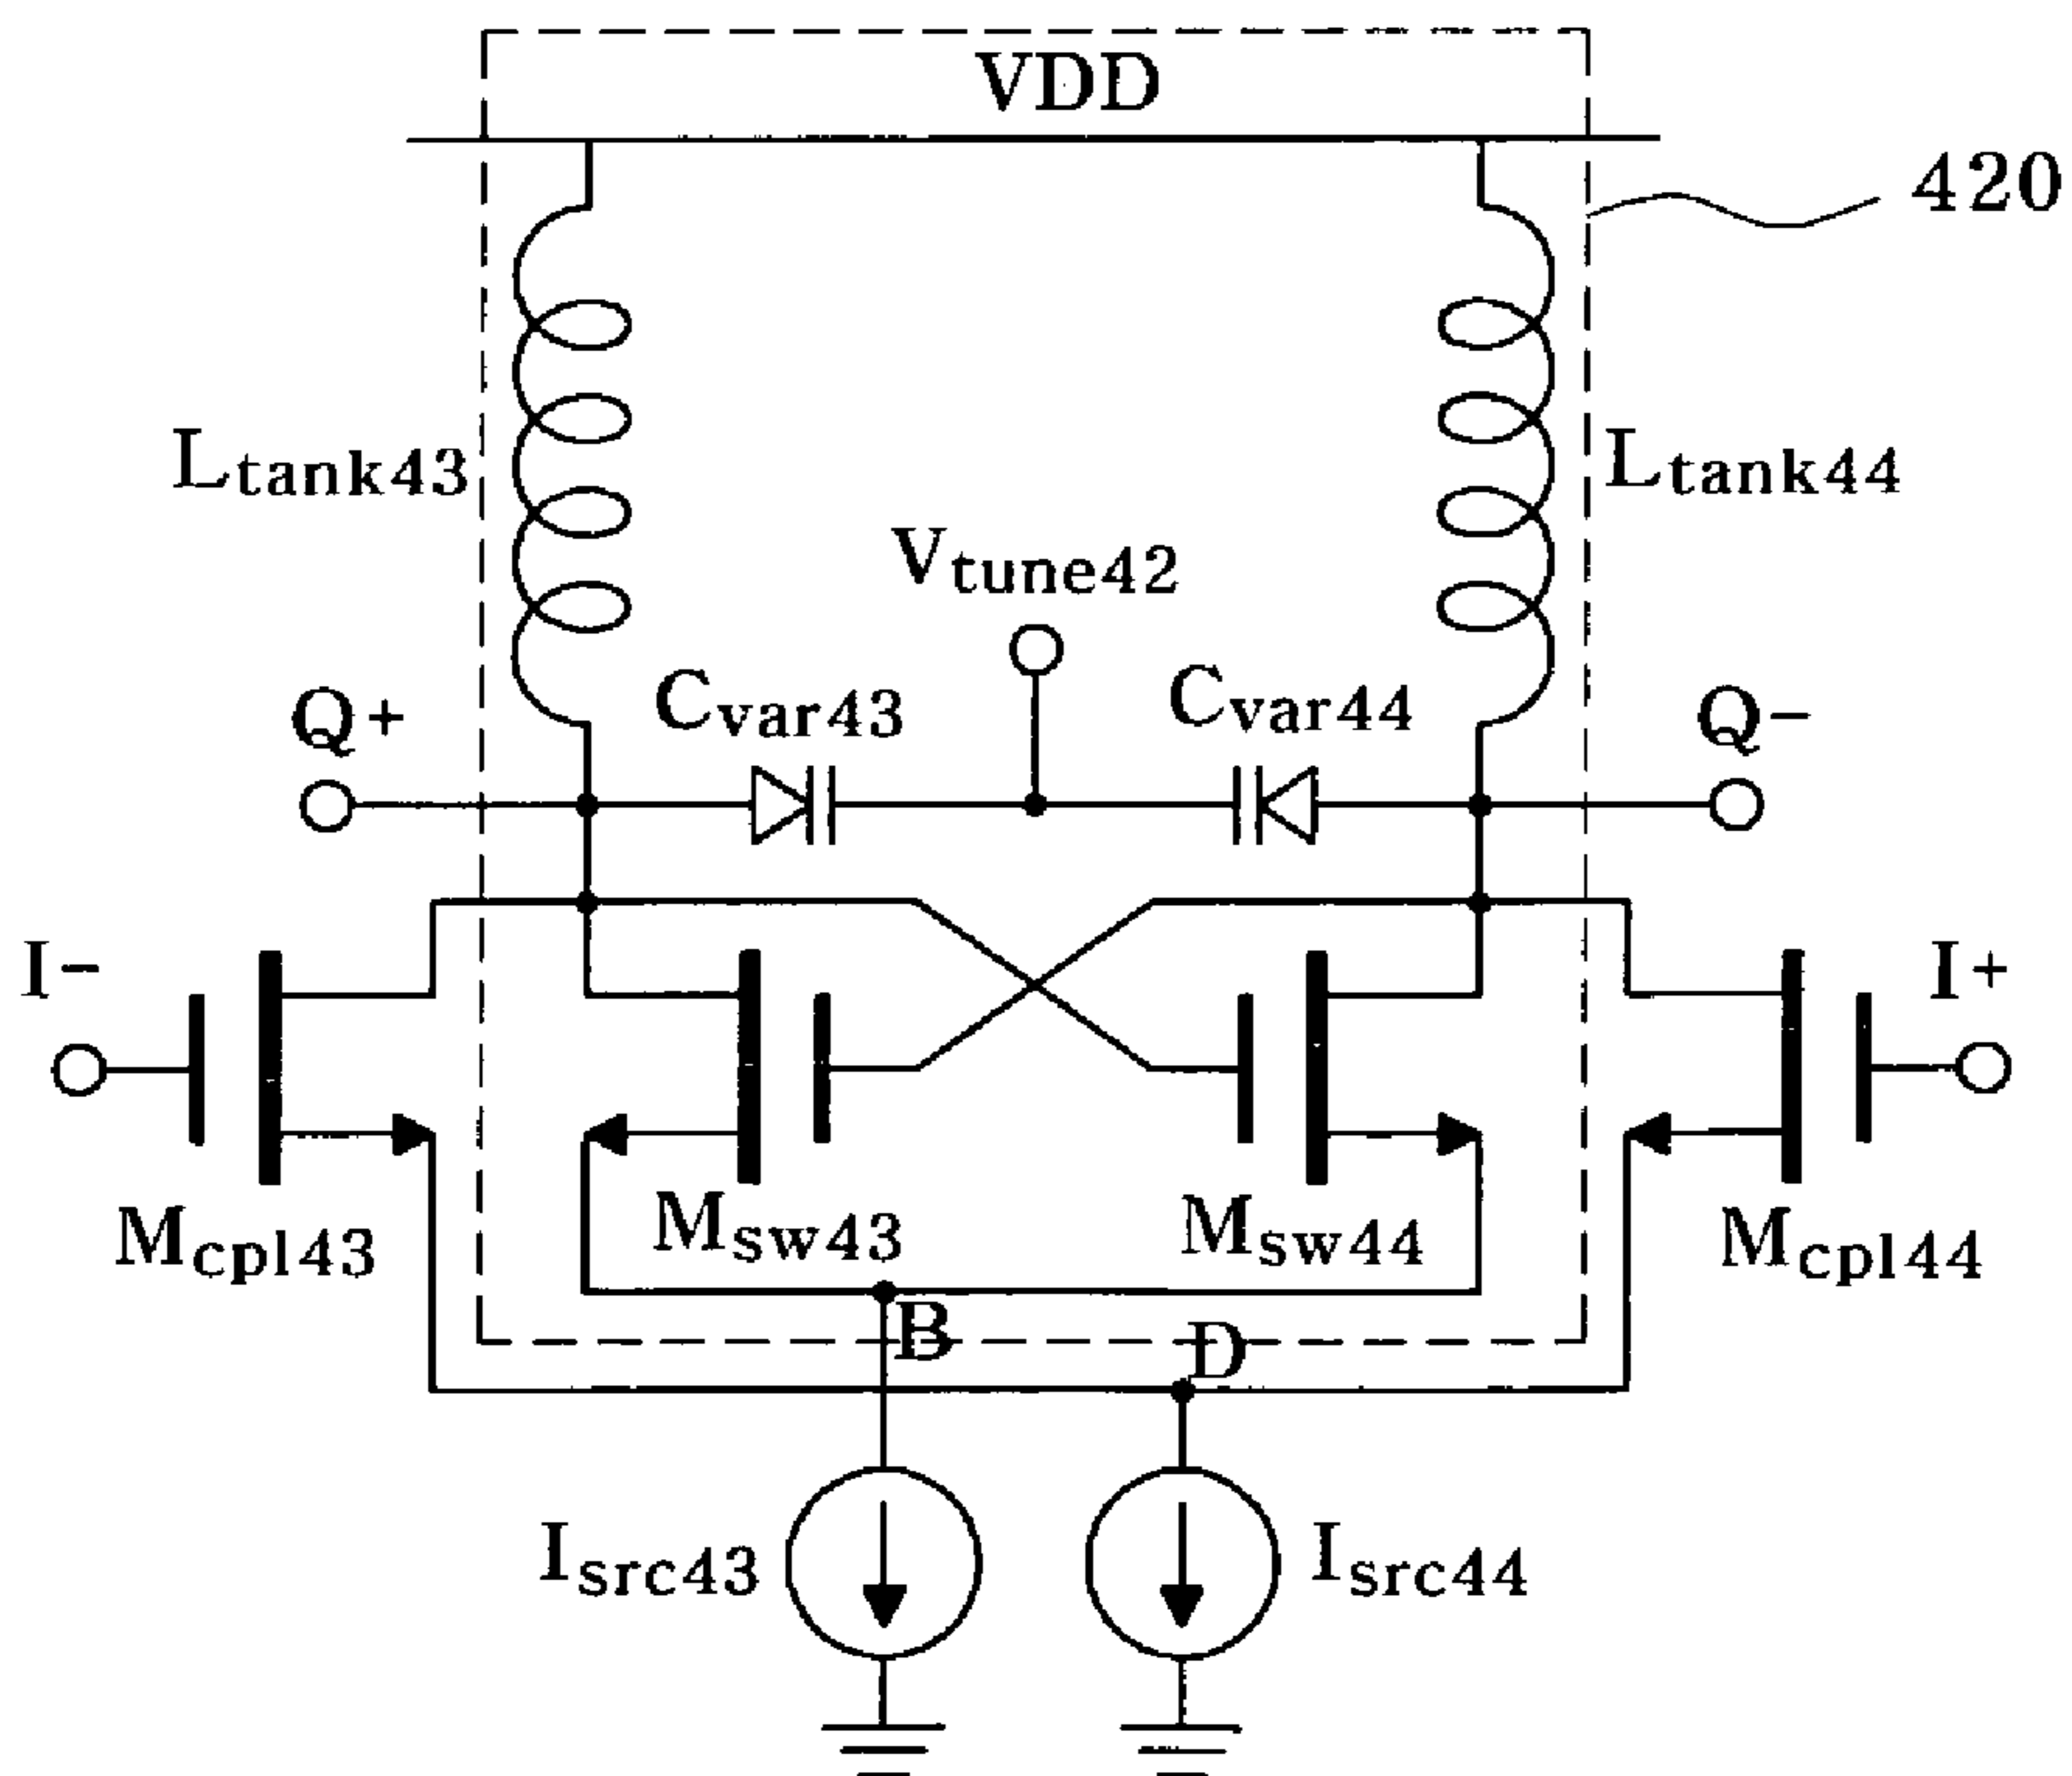 VDD
420
Ltank43
Ltank44
Vtune42
Cvar43
Cvar44
Q+
Q-
I-
I+
Mcpl43
Msw43
Msw44
Mcpl44
B
D
Isrc43
Isrc44